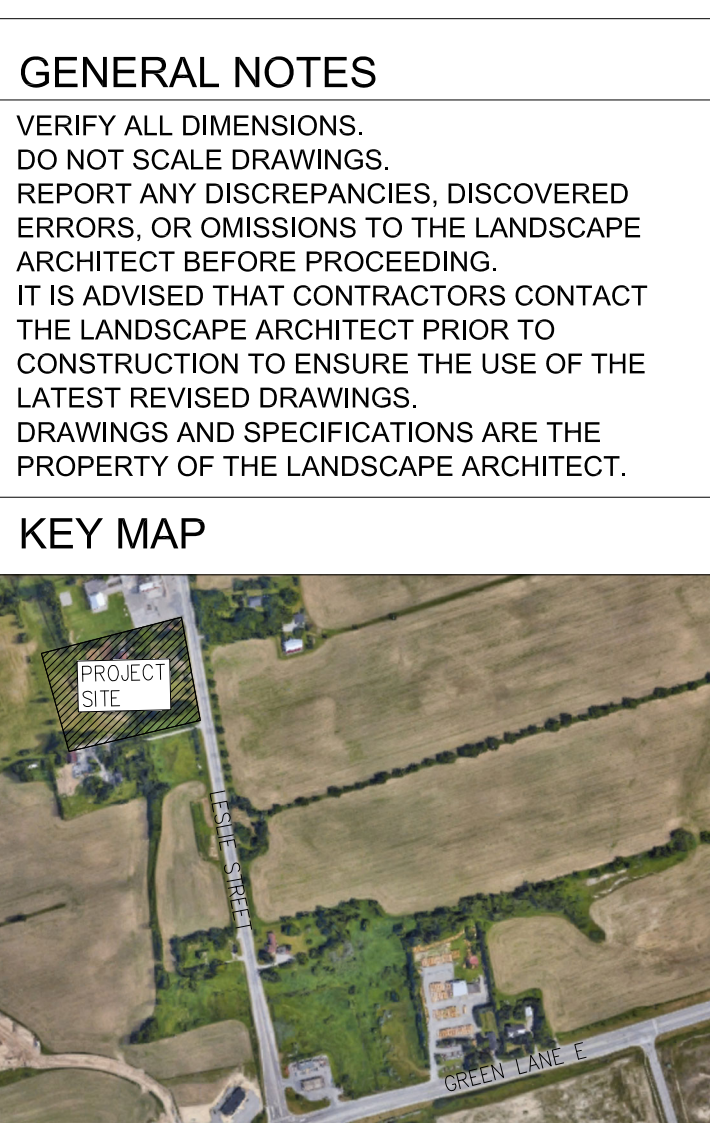 GENERAL NOTES
VERIFY ALL DIMENSIONS.
DO NOT SCALE DRAWINGS.
REPORT ANY DISCREPANCIES, DISCOVERED
ERRORS, OR OMISSIONS TO THE LANDSCAPE
ARCHITECT BEFORE PROCEEDING.
IT IS ADVISED THAT CONTRACTORS CONTACT
THE LANDSCAPE ARCHITECT PRIOR TO
CONSTRUCTION TO ENSURE THE USE OF THE
LATEST REVISED DRAWINGS.
DRAWINGS AND SPECIFICATIONS ARE THE
PROPERTY OF THE LANDSCAPE ARCHITECT.
KEY MAP
PROJECT
SITE
LESLIE STREET
GREEN LANE E